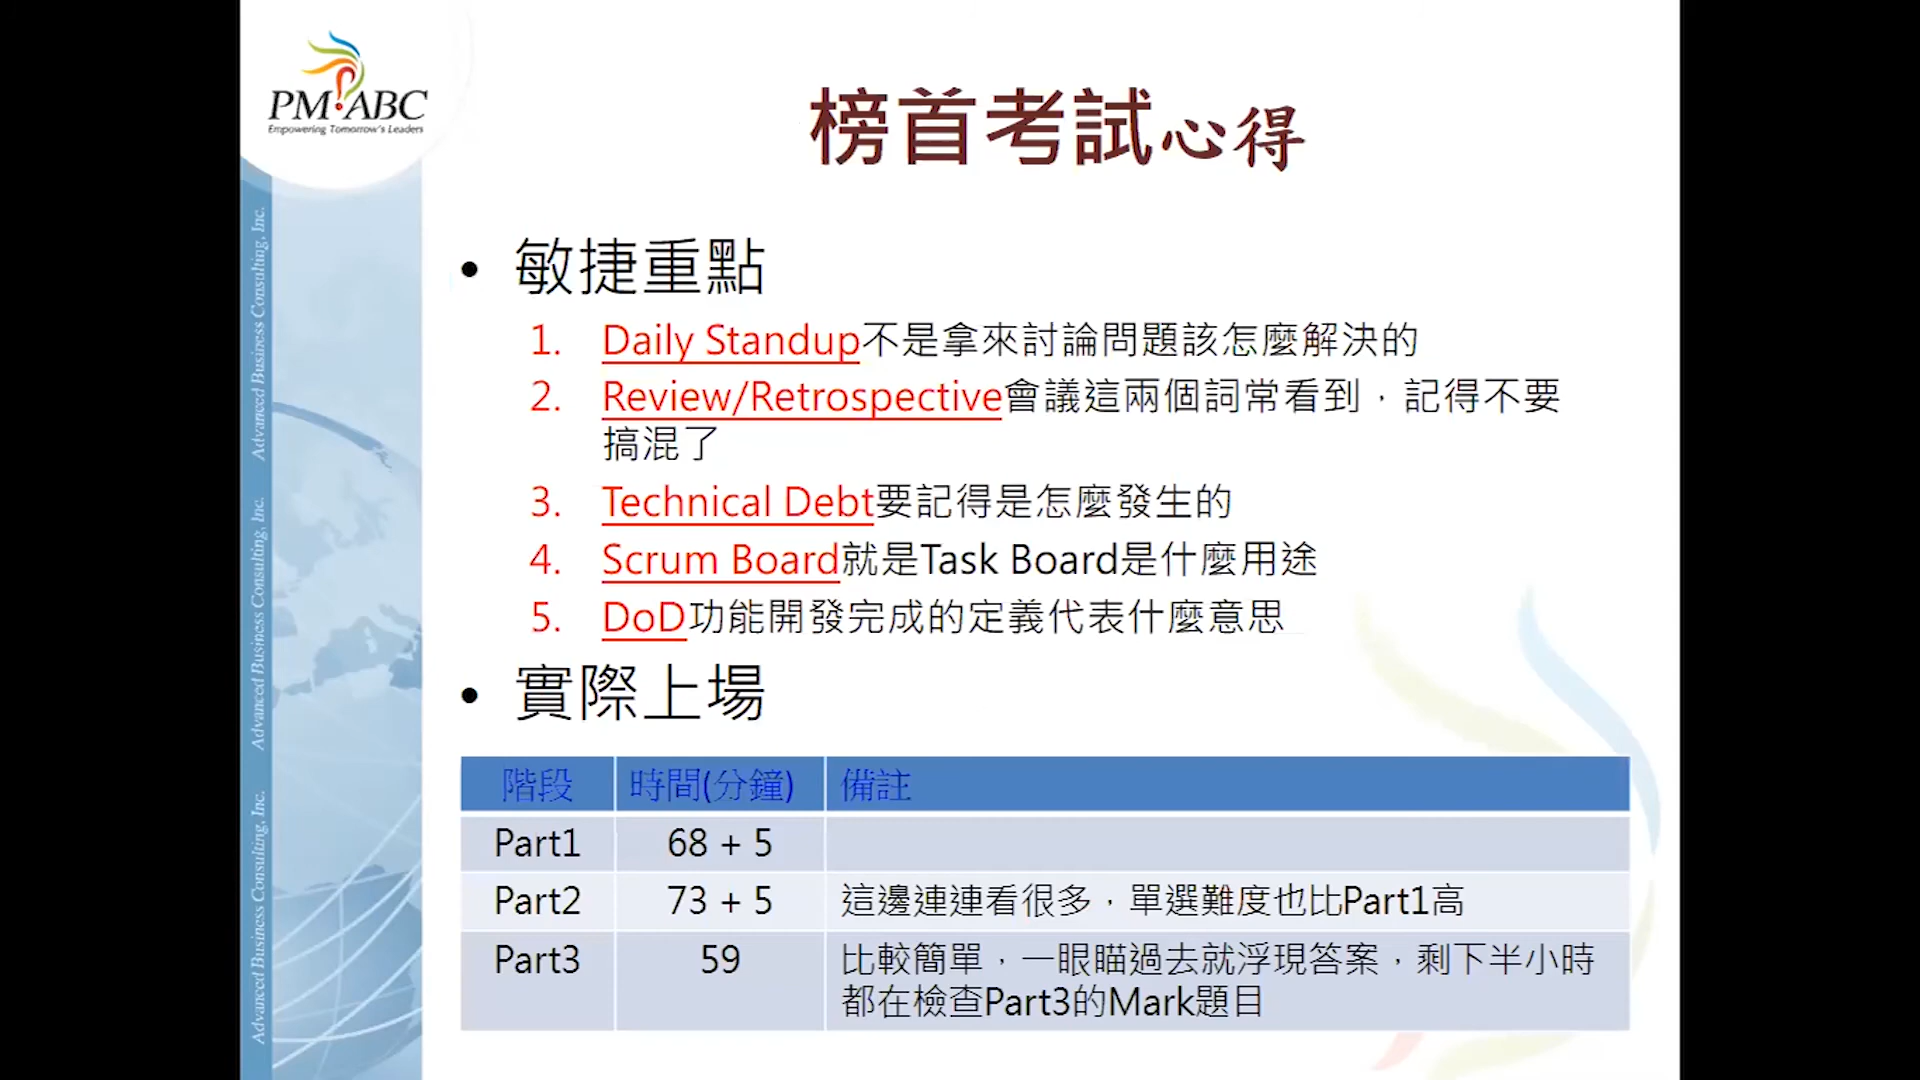 PM ABC
Empowering Tomorrow's Leaders
Advanced Business Consulting, Inc.
Advanced Business Consulting, Inc.
Advanced Business Consulting, Inc.
榜首考試心得
• 敏捷重點
1. Daily Standup不是拿來討論問題該怎麼解決的
2. Review/Retrospective會議這兩個詞常看到，記得不要
搞混了
3. Technical Debt要記得是怎麼發生的
4. Scrum Board就是Task Board是什麼用途
5. DoD功能開發完成的定義代表什麼意思
• 實際上場
階段 時間(分鐘) 備註
Part1 68 + 5
Part2 73 + 5 這邊連連看很多，單選難度也比Part1高
Part3 59 比較簡單，一眼瞄過去就浮現答案，剩下半小時
都在檢查Part3的Mark題目